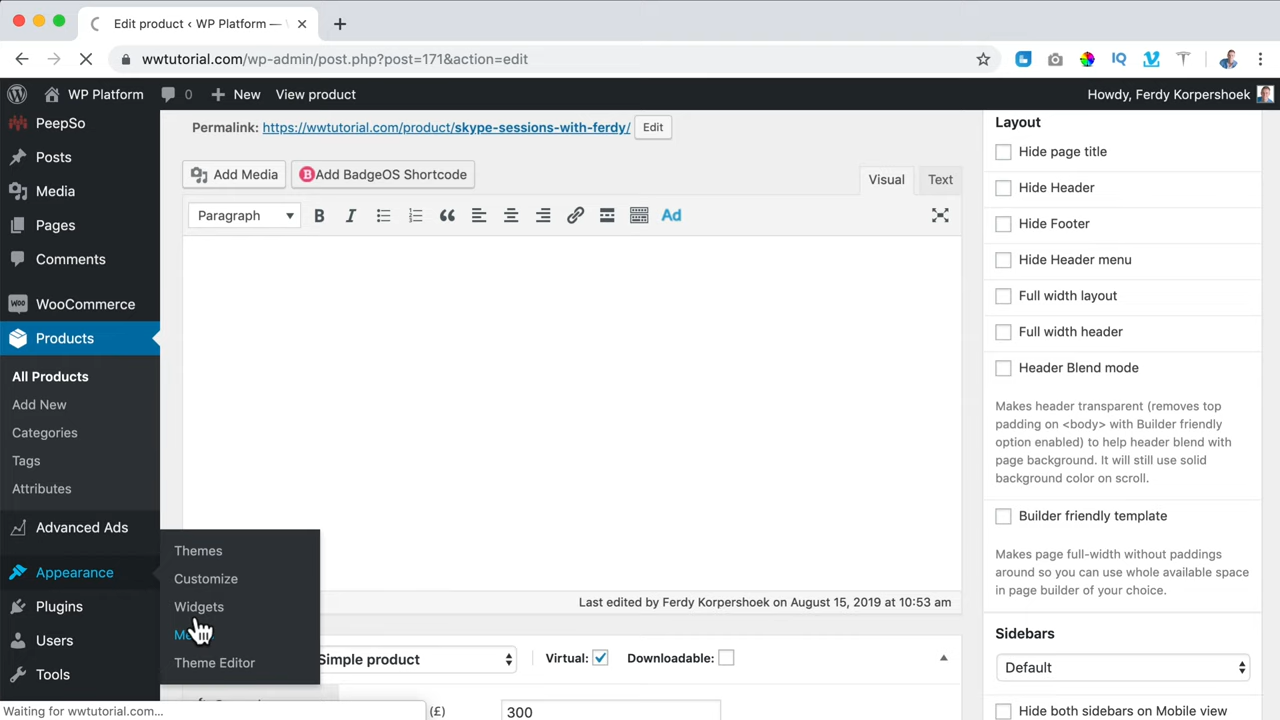 Edit product ‹ WP Platform —
wwtutorial.com/wp-admin/post.php?post=171&action=edit
WP Platform
0
New
View product
Howdy, Ferdy Korpershoek
PeepSo
Posts
Media
Pages
Comments
WooCommerce
Products
All Products
Add New
Categories
Tags
Attributes
Advanced Ads
Appearance
Plugins
Users
Tools
Themes
Customize
Widgets
Theme Editor
Waiting for wwtutorial.com...
Permalink: https://wwtutorial.com/product/skype-sessions-with-ferdy/ Edit
Add Media
Add BadgeOS Shortcode
Visual
Text
Paragraph
Ad
Last edited by Ferdy Korpershoek on August 15, 2019 at 10:53 am
Simple product
Virtual:
Downloadable:
(£)
300
Layout
Hide page title
Hide Header
Hide Footer
Hide Header menu
Full width layout
Full width header
Header Blend mode
Makes header transparent (removes top
padding on <body> with Builder friendly
option enabled) to help header blend with
page background. It will still use solid
background color on scroll.
Builder friendly template
Makes page full-width without paddings
around so you can use whole available space
in page builder of your choice.
Sidebars
Default
Hide both sidebars on Mobile view